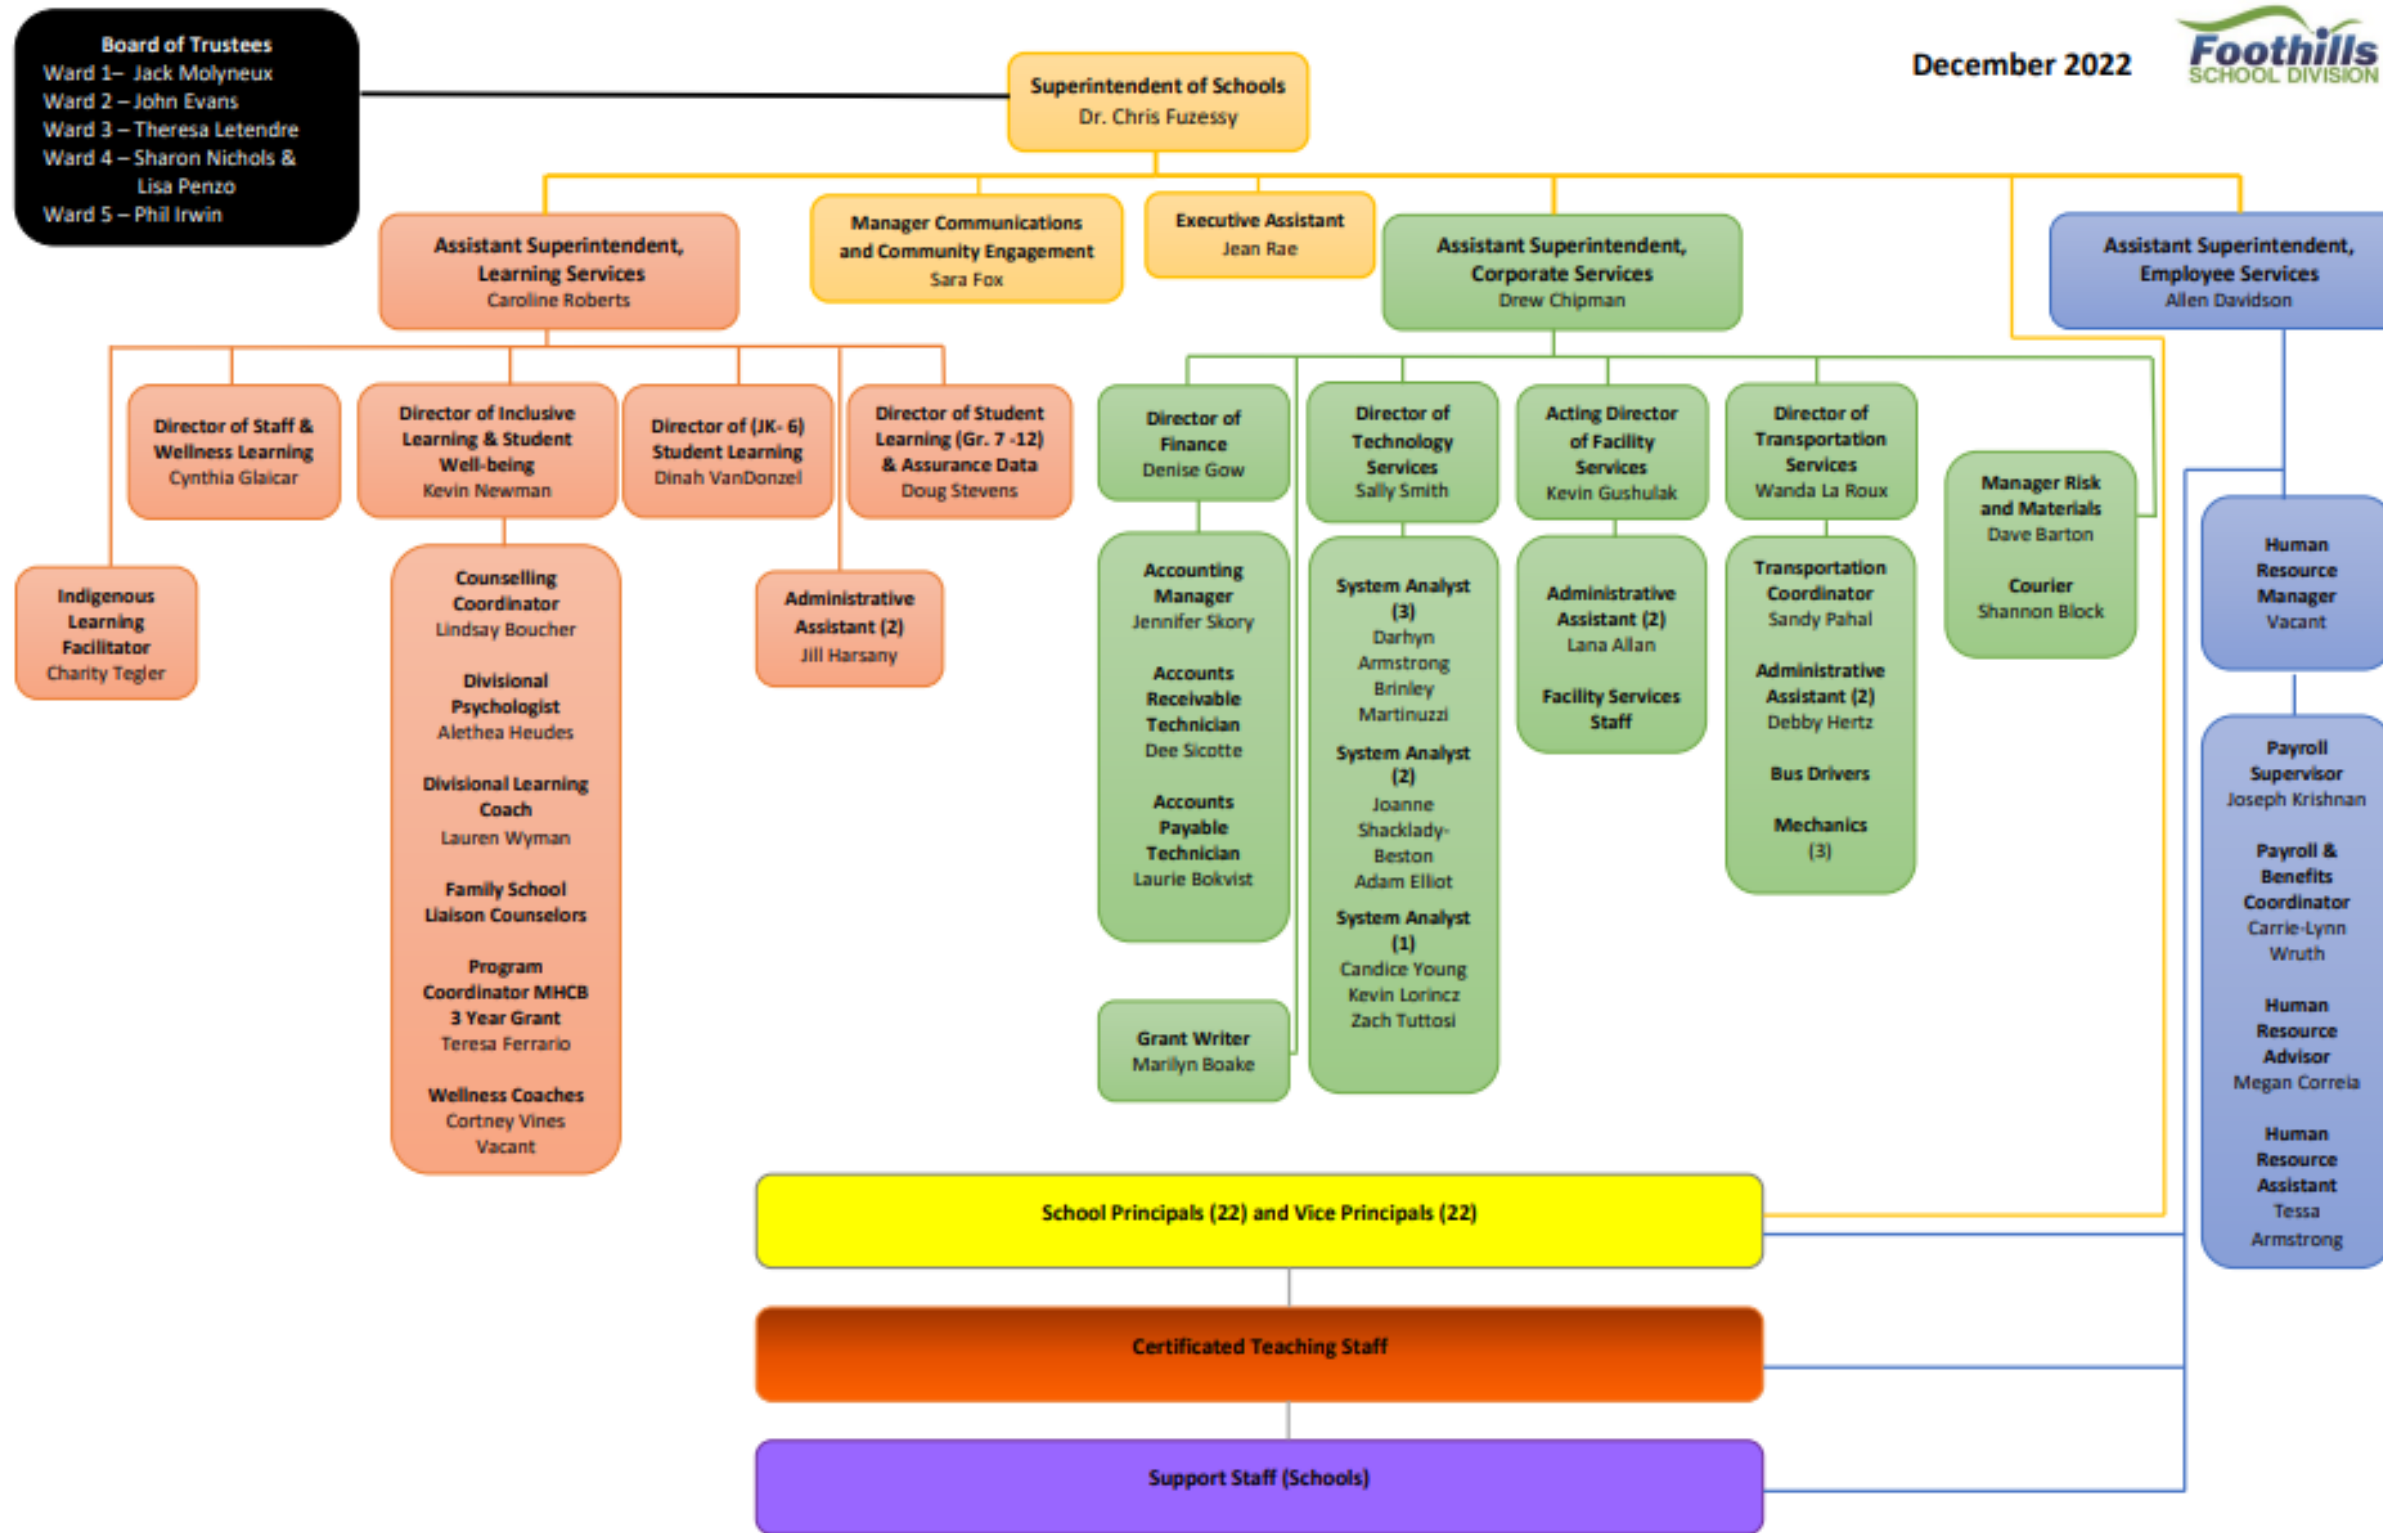 Board of Trustees
Ward 1– Jack Molyneux
Ward 2 – John Evans
Ward 3 – Theresa Letendre
Ward 4 – Sharon Nichols &
Lisa Penzo
Ward 5 – Phil Irwin
Superintendent of Schools
Dr. Chris Fuzessy
December 2022
Foothills
SCHOOL DIVISION
Assistant Superintendent,
Learning Services
Caroline Roberts
Manager Communications
and Community Engagement
Sara Fox
Executive Assistant
Jean Rae
Assistant Superintendent,
Corporate Services
Drew Chipman
Assistant Superintendent,
Employee Services
Allen Davidson
Director of Staff &
Wellness Learning
Cynthia Glaicar
Director of Inclusive
Learning & Student
Well-being
Kevin Newman
Director of (JK- 6)
Student Learning
Dinah VanDonzel
Director of Student
Learning (Gr. 7 -12)
& Assurance Data
Doug Stevens
Director of
Finance
Denise Gow
Director of
Technology
Services
Sally Smith
Acting Director
of Facility
Services
Kevin Gushulak
Director of
Transportation
Services
Wanda La Roux
Manager Risk
and Materials
Dave Barton
Courier
Shannon Block
Human
Resource
Manager
Vacant
Indigenous
Learning
Facilitator
Charity Tegler
Counselling
Coordinator
Lindsay Boucher
Divisional
Psychologist
Alethea Heudes
Divisional Learning
Coach
Lauren Wyman
Family School
Liaison Counselors
Program
Coordinator MHCB
3 Year Grant
Teresa Ferrario
Wellness Coaches
Cortney Vines
Vacant
Administrative
Assistant (2)
Jill Harsany
Accounting
Manager
Jennifer Skory
Accounts
Receivable
Technician
Dee Sicotte
Accounts
Payable
Technician
Laurie Bokvist
Grant Writer
Marilyn Boake
System Analyst
(3)
Darhyn
Armstrong
Brinley
Martinuzzi
System Analyst
(2)
Joanne
Shacklady-
Beston
Adam Elliot
System Analyst
(1)
Candice Young
Kevin Lorincz
Zach Tuttosi
Administrative
Assistant (2)
Lana Allan
Facility Services
Staff
Transportation
Coordinator
Sandy Pahal
Administrative
Assistant (2)
Debby Hertz
Bus Drivers
Mechanics
(3)
Payroll
Supervisor
Joseph Krishnan
Payroll &
Benefits
Coordinator
Carrie-Lynn
Wruth
Human
Resource
Advisor
Megan Correia
Human
Resource
Assistant
Tessa
Armstrong
School Principals (22) and Vice Principals (22)
Certificated Teaching Staff
Support Staff (Schools)